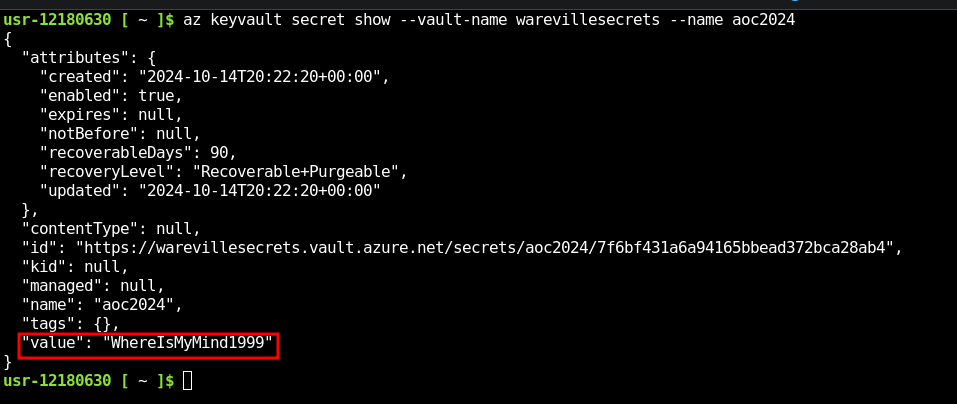 usr-12180630 [ ~ ]$ az keyvault secret show --vault-name warevillesecrets --name aoc2024
{
  "attributes": {
    "created": "2024-10-14T20:22:20+00:00",
    "enabled": true,
    "expires": null,
    "notBefore": null,
    "recoverableDays": 90,
    "recoveryLevel": "Recoverable+Purgeable",
    "updated": "2024-10-14T20:22:20+00:00"
  },
  "contentType": null,
  "id": "https://warevillesecrets.vault.azure.net/secrets/aoc2024/7f6bf431a6a94165bbead372bca28ab4",
  "kid": null,
  "managed": null,
  "name": "aoc2024",
  "tags": {},
  "value": "WhereIsMyMind1999"
}
usr-12180630 [ ~ ]$